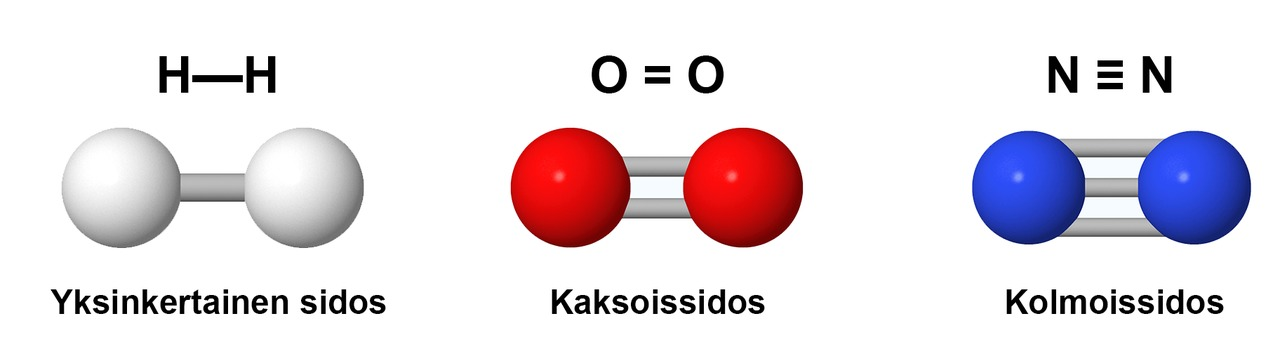 H—H
O = O
N ≡ N
Yksinkertainen sidos
Kaksoissidos
Kolmoissidos